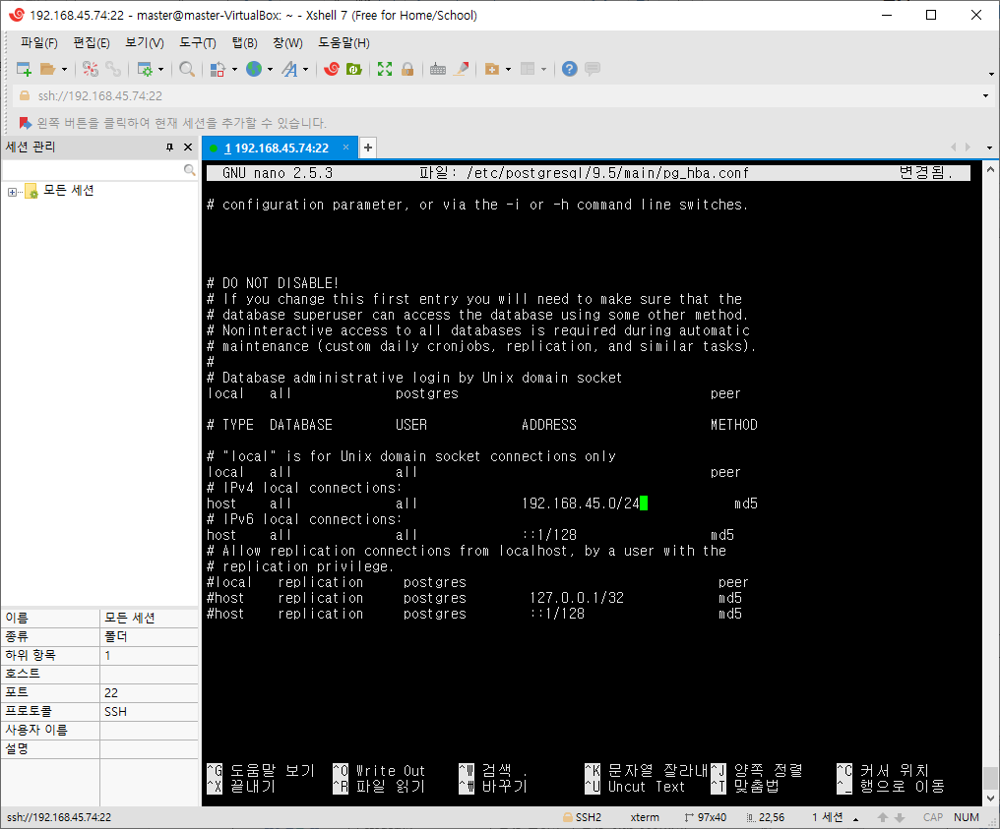 192.168.45.74:22 - master@master-VirtualBox: ~ - Xshell 7 (Free for Home/School)
파일(F) 편집(E) 보기(V) 도구(T) 탭(B) 창(W) 도움말(H)
ssh://192.168.45.74:22
왼쪽 버튼을 클릭하여 현재 세션을 추가할 수 있습니다.
세션 관리
모든 세션
이름 모든 세션
종류 폴더
하위 항목 1
호스트
포트 22
프로토콜 SSH
사용자 이름
설명
1 192.168.45.74:22 × +
GNU nano 2.5.3 파일: /etc/postgresql/9.5/main/pg_hba.conf 변경됨.
# configuration parameter, or via the -i or -h command line switches.
# DO NOT DISABLE!
# If you change this first entry you will need to make sure that the
# database superuser can access the database using some other method.
# Noninteractive access to all databases is required during automatic
# maintenance (custom daily cronjobs, replication, and similar tasks).
#
# Database administrative login by Unix domain socket
local all postgres peer
# TYPE DATABASE USER ADDRESS METHOD
# "local" is for Unix domain socket connections only
local all all peer
# IPv4 local connections:
host all all 192.168.45.0/24 md5
# IPv6 local connections:
host all all ::1/128 md5
# Allow replication connections from localhost, by a user with the
# replication privilege.
#local replication postgres peer
#host replication postgres 127.0.0.1/32 md5
#host replication postgres ::1/128 md5
^G 도움말 보기 ^O Write Out ^W 검색 . ^K 문자열 잘라내 ^J 양쪽 정렬 ^C 커서 위치
^X 끝내기 ^R 파일 읽기 ^₩ 바꾸기 ^U Uncut Text ^T 맞춤법 ^_ 행으로 이동
ssh://192.168.45.74:22 SSH2 xterm 97x40 22,56 1 세션 CAP NUM